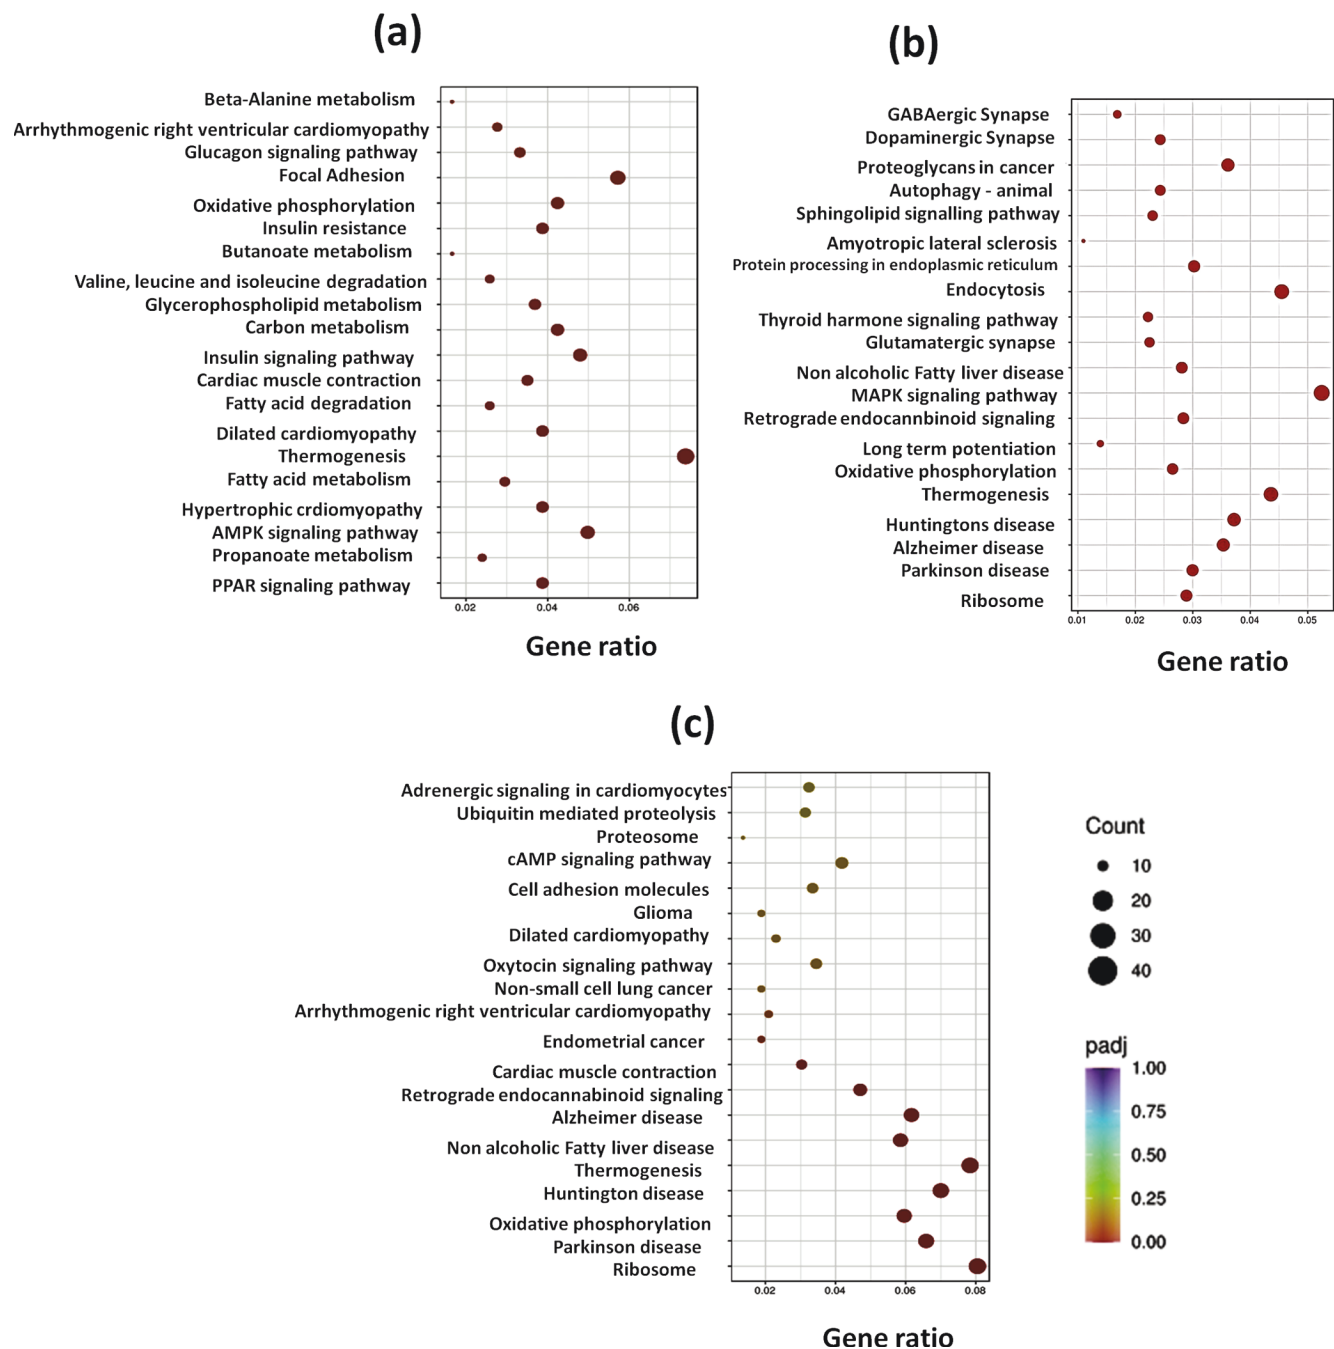 (a)
Beta-Alanine metabolism
Arrhythmogenic right ventricular cardiomyopathy
Glucagon signaling pathway
Focal Adhesion
Oxidative phosphorylation
Insulin resistance
Butanoate metabolism
Valine, leucine and isoleucine degradation
Glycerophospholipid metabolism
Carbon metabolism
Insulin signaling pathway
Cardiac muscle contraction
Fatty acid degradation
Dilated cardiomyopathy
Thermogenesis
Fatty acid metabolism
Hypertrophic crdiomyopathy
AMPK signaling pathway
Propanoate metabolism
PPAR signaling pathway
0.02 0.04 0.06
Gene ratio
(b)
GABAergic Synapse
Dopaminergic Synapse
Proteoglycans in cancer
Autophagy - animal
Sphingolipid signalling pathway
Amyotropic lateral sclerosis
Protein processing in endoplasmic reticulum
Endocytosis
Thyroid harmone signaling pathway
Glutamatergic synapse
Non alcoholic Fatty liver disease
MAPK signaling pathway
Retrograde endocannbinoid signaling
Long term potentiation
Oxidative phosphorylation
Thermogenesis
Huntingtons disease
Alzheimer disease
Parkinson disease
Ribosome
0.01 0.02 0.03 0.04 0.05
Gene ratio
(c)
Adrenergic signaling in cardiomyocytes
Ubiquitin mediated proteolysis
Proteosome
cAMP signaling pathway
Cell adhesion molecules
Glioma
Dilated cardiomyopathy
Oxytocin signaling pathway
Non-small cell lung cancer
Arrhythmogenic right ventricular cardiomyopathy
Endometrial cancer
Cardiac muscle contraction
Retrograde endocannabinoid signaling
Alzheimer disease
Non alcoholic Fatty liver disease
Thermogenesis
Huntington disease
Oxidative phosphorylation
Parkinson disease
Ribosome
0.02 0.04 0.06 0.08
Gene ratio
Count
10
20
30
40
padj
1.00
0.75
0.50
0.25
0.00